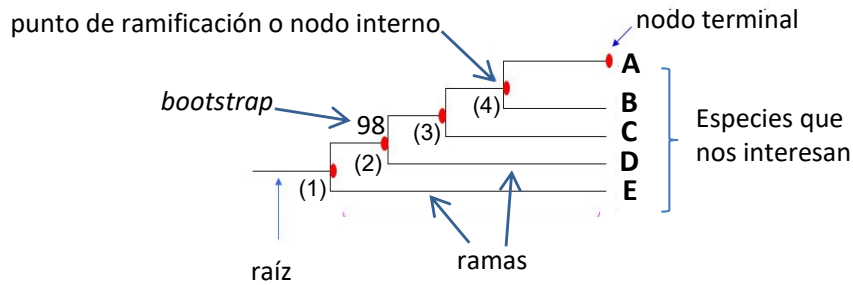 punto de ramificación o nodo interno
nodo terminal
A
bootstrap
(4)
B
Especies que
nos interesan
98
(3)
C
(2)
D
(1)
E
raíz
ramas